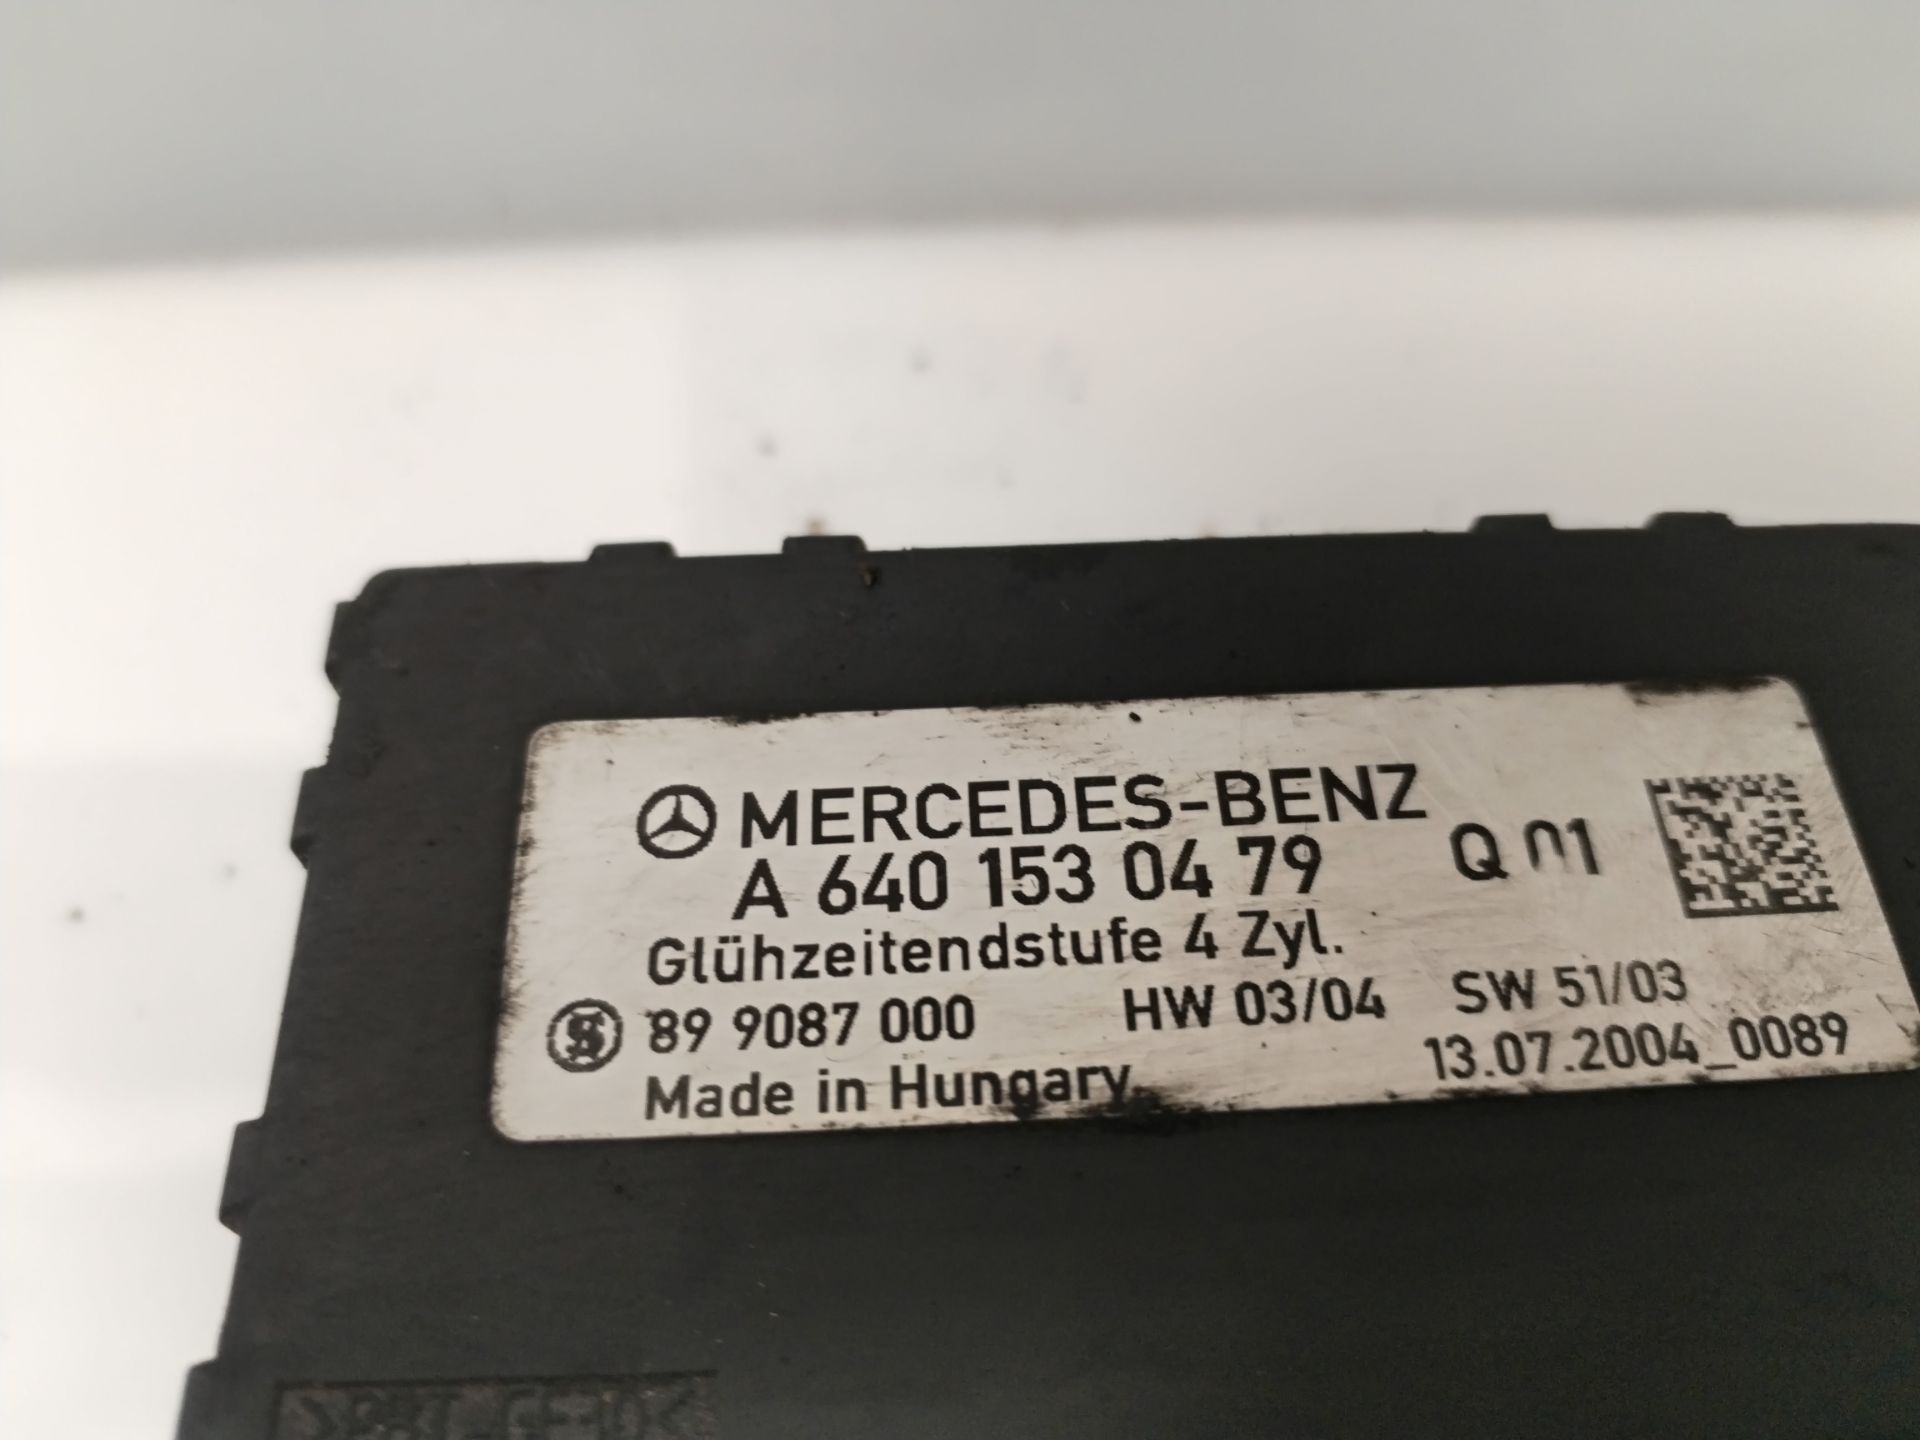 MERCEDES-BENZ
A 640 153 04 79 Q 01
Glühzeitendstufe 4 Zyl.
89 9087 000 HW 03/04 SW 51/03
Made in Hungary. 13.07.2004_0089